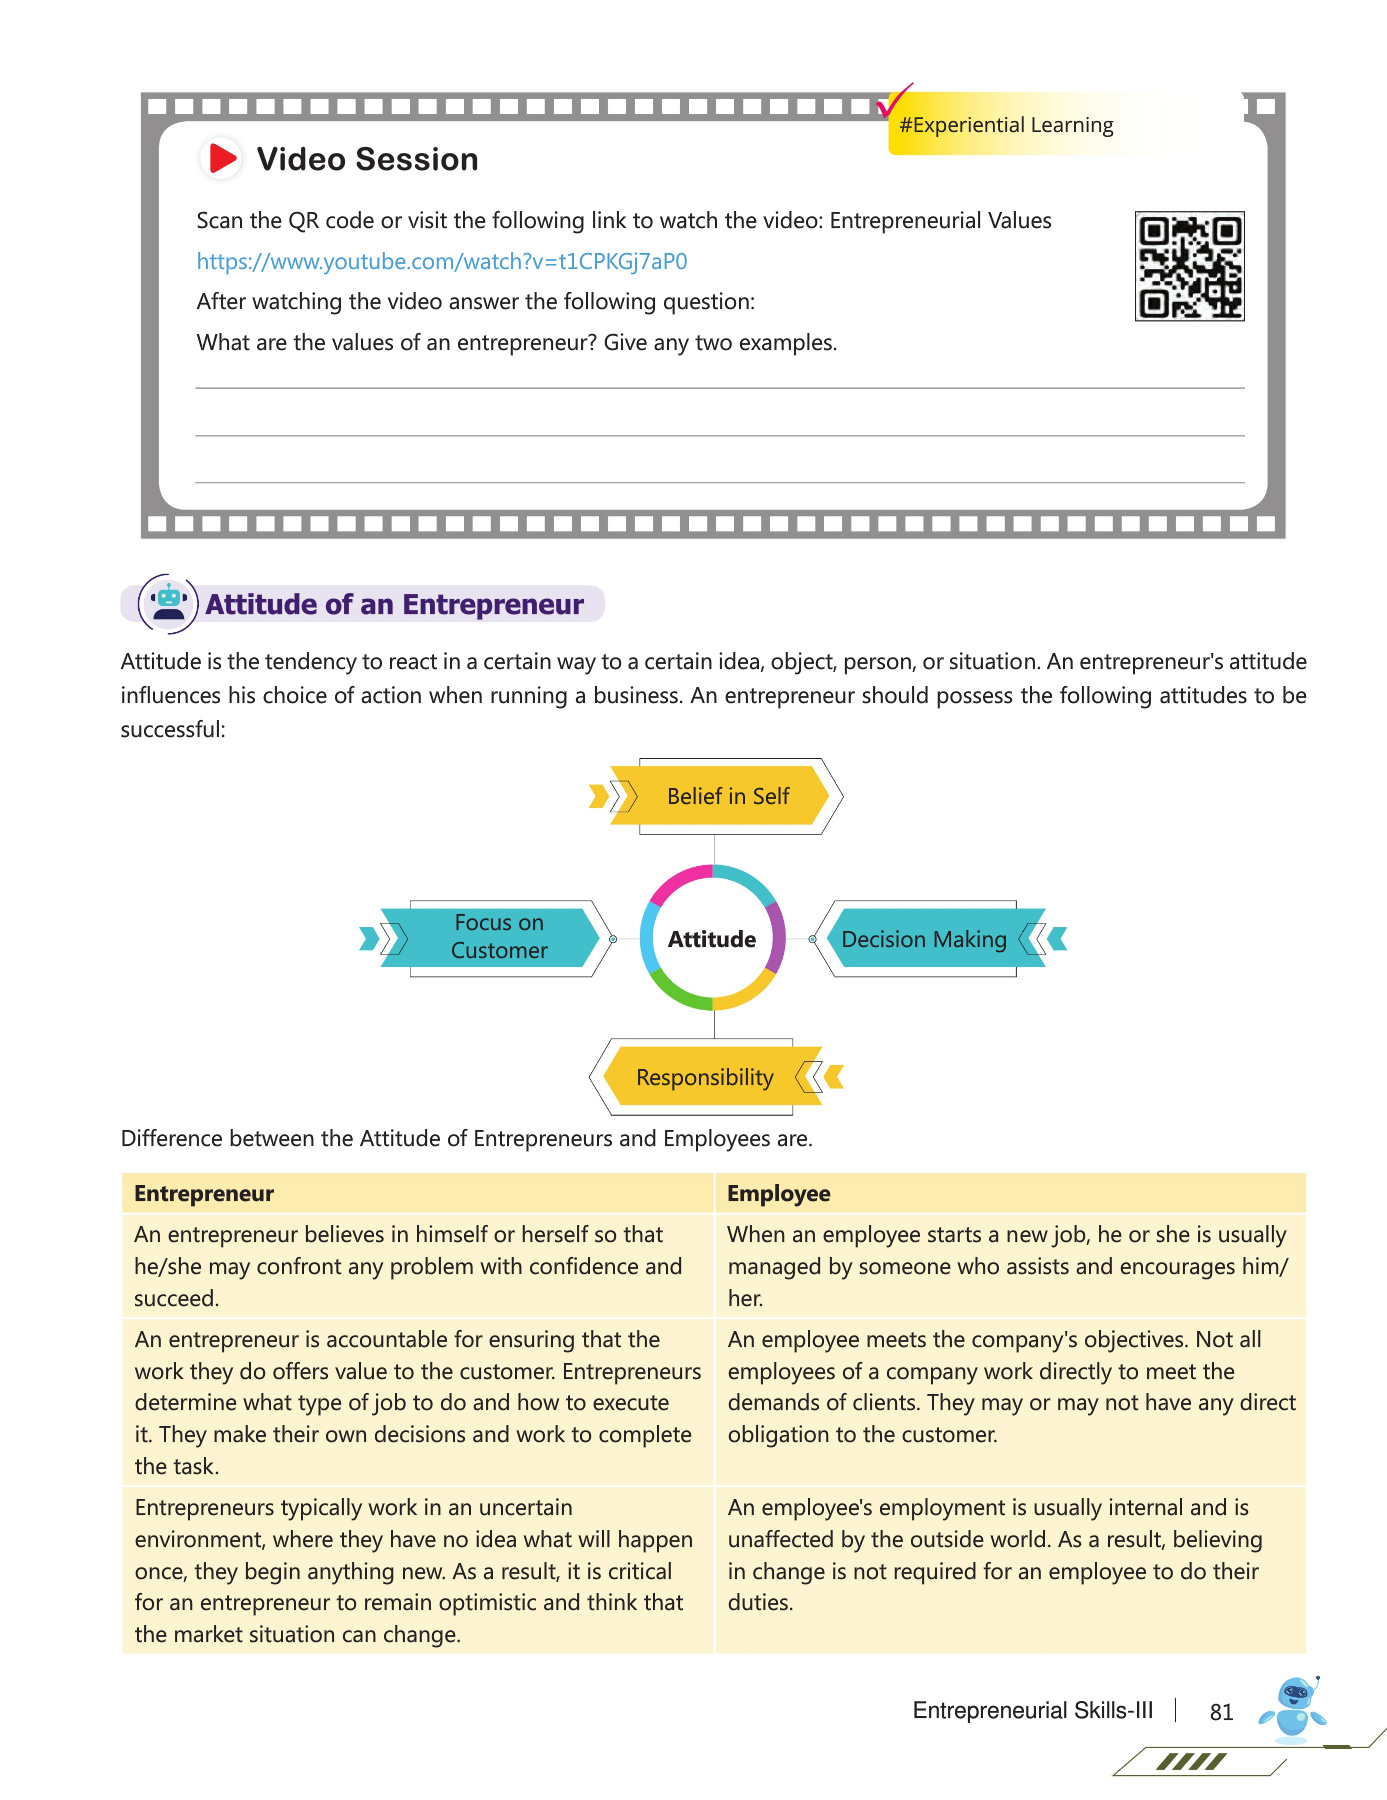 #Experiential Learning
Video Session
Scan the QR code or visit the following link to watch the video: Entrepreneurial Values
https://www.youtube.com/watch?v=t1CPKGj7aP0
After watching the video answer the following question:
What are the values of an entrepreneur? Give any two examples.
Attitude of an Entrepreneur
Attitude is the tendency to react in a certain way to a certain idea, object, person, or situation. An entrepreneur's attitude
influences his choice of action when running a business. An entrepreneur should possess the following attitudes to be
successful:
Belief in Self
Focus on
Customer
Attitude
Decision Making
Responsibility
Difference between the Attitude of Entrepreneurs and Employees are.
Entrepreneur
Employee
An entrepreneur believes in himself or herself so that
he/she may confront any problem with confidence and
succeed.
When an employee starts a new job, he or she is usually
managed by someone who assists and encourages him/
her.
An entrepreneur is accountable for ensuring that the
work they do offers value to the customer. Entrepreneurs
determine what type of job to do and how to execute
it. They make their own decisions and work to complete
the task.
An employee meets the company's objectives. Not all
employees of a company work directly to meet the
demands of clients. They may or may not have any direct
obligation to the customer.
Entrepreneurs typically work in an uncertain
environment, where they have no idea what will happen
once, they begin anything new. As a result, it is critical
for an entrepreneur to remain optimistic and think that
the market situation can change.
An employee's employment is usually internal and is
unaffected by the outside world. As a result, believing
in change is not required for an employee to do their
duties.
Entrepreneurial Skills-III
81